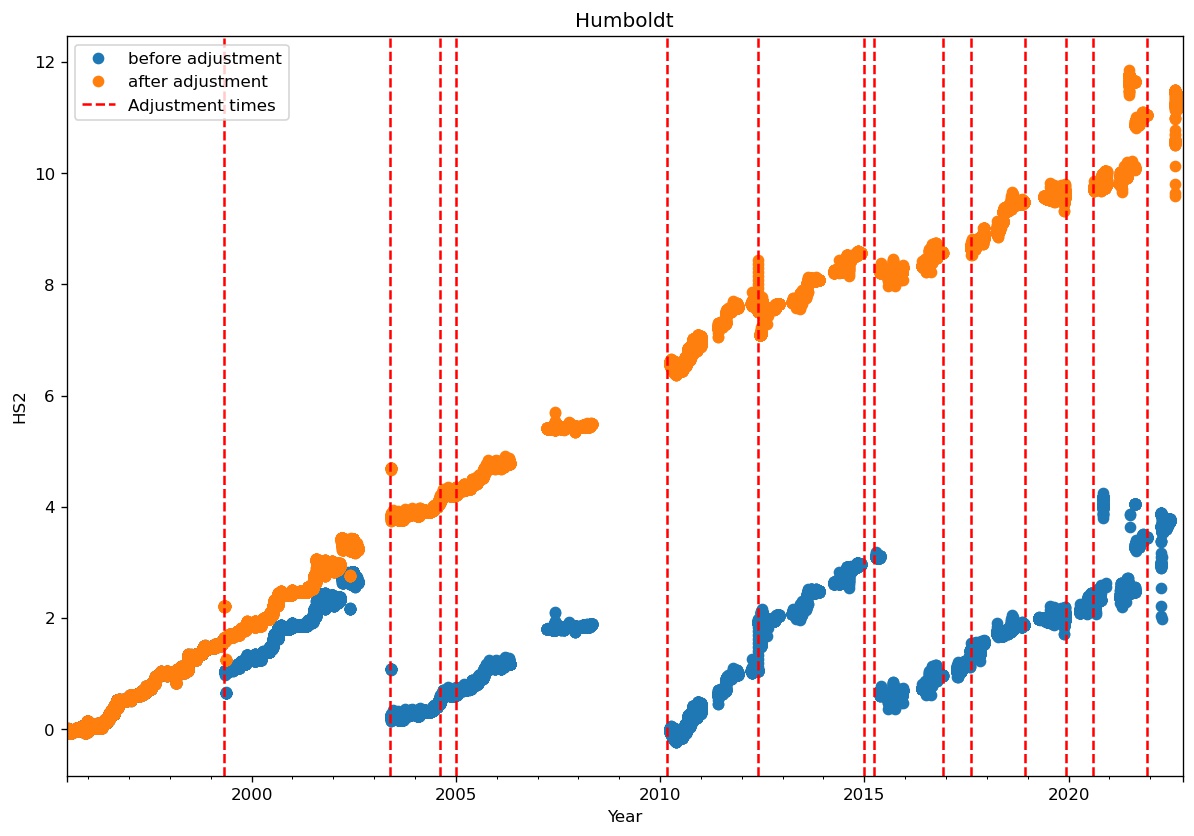 Humboldt
before adjustment
after adjustment
Adjustment times
12
10
8
6
4
2
0
HS2
2000 2005 2010 2015 2020
Year